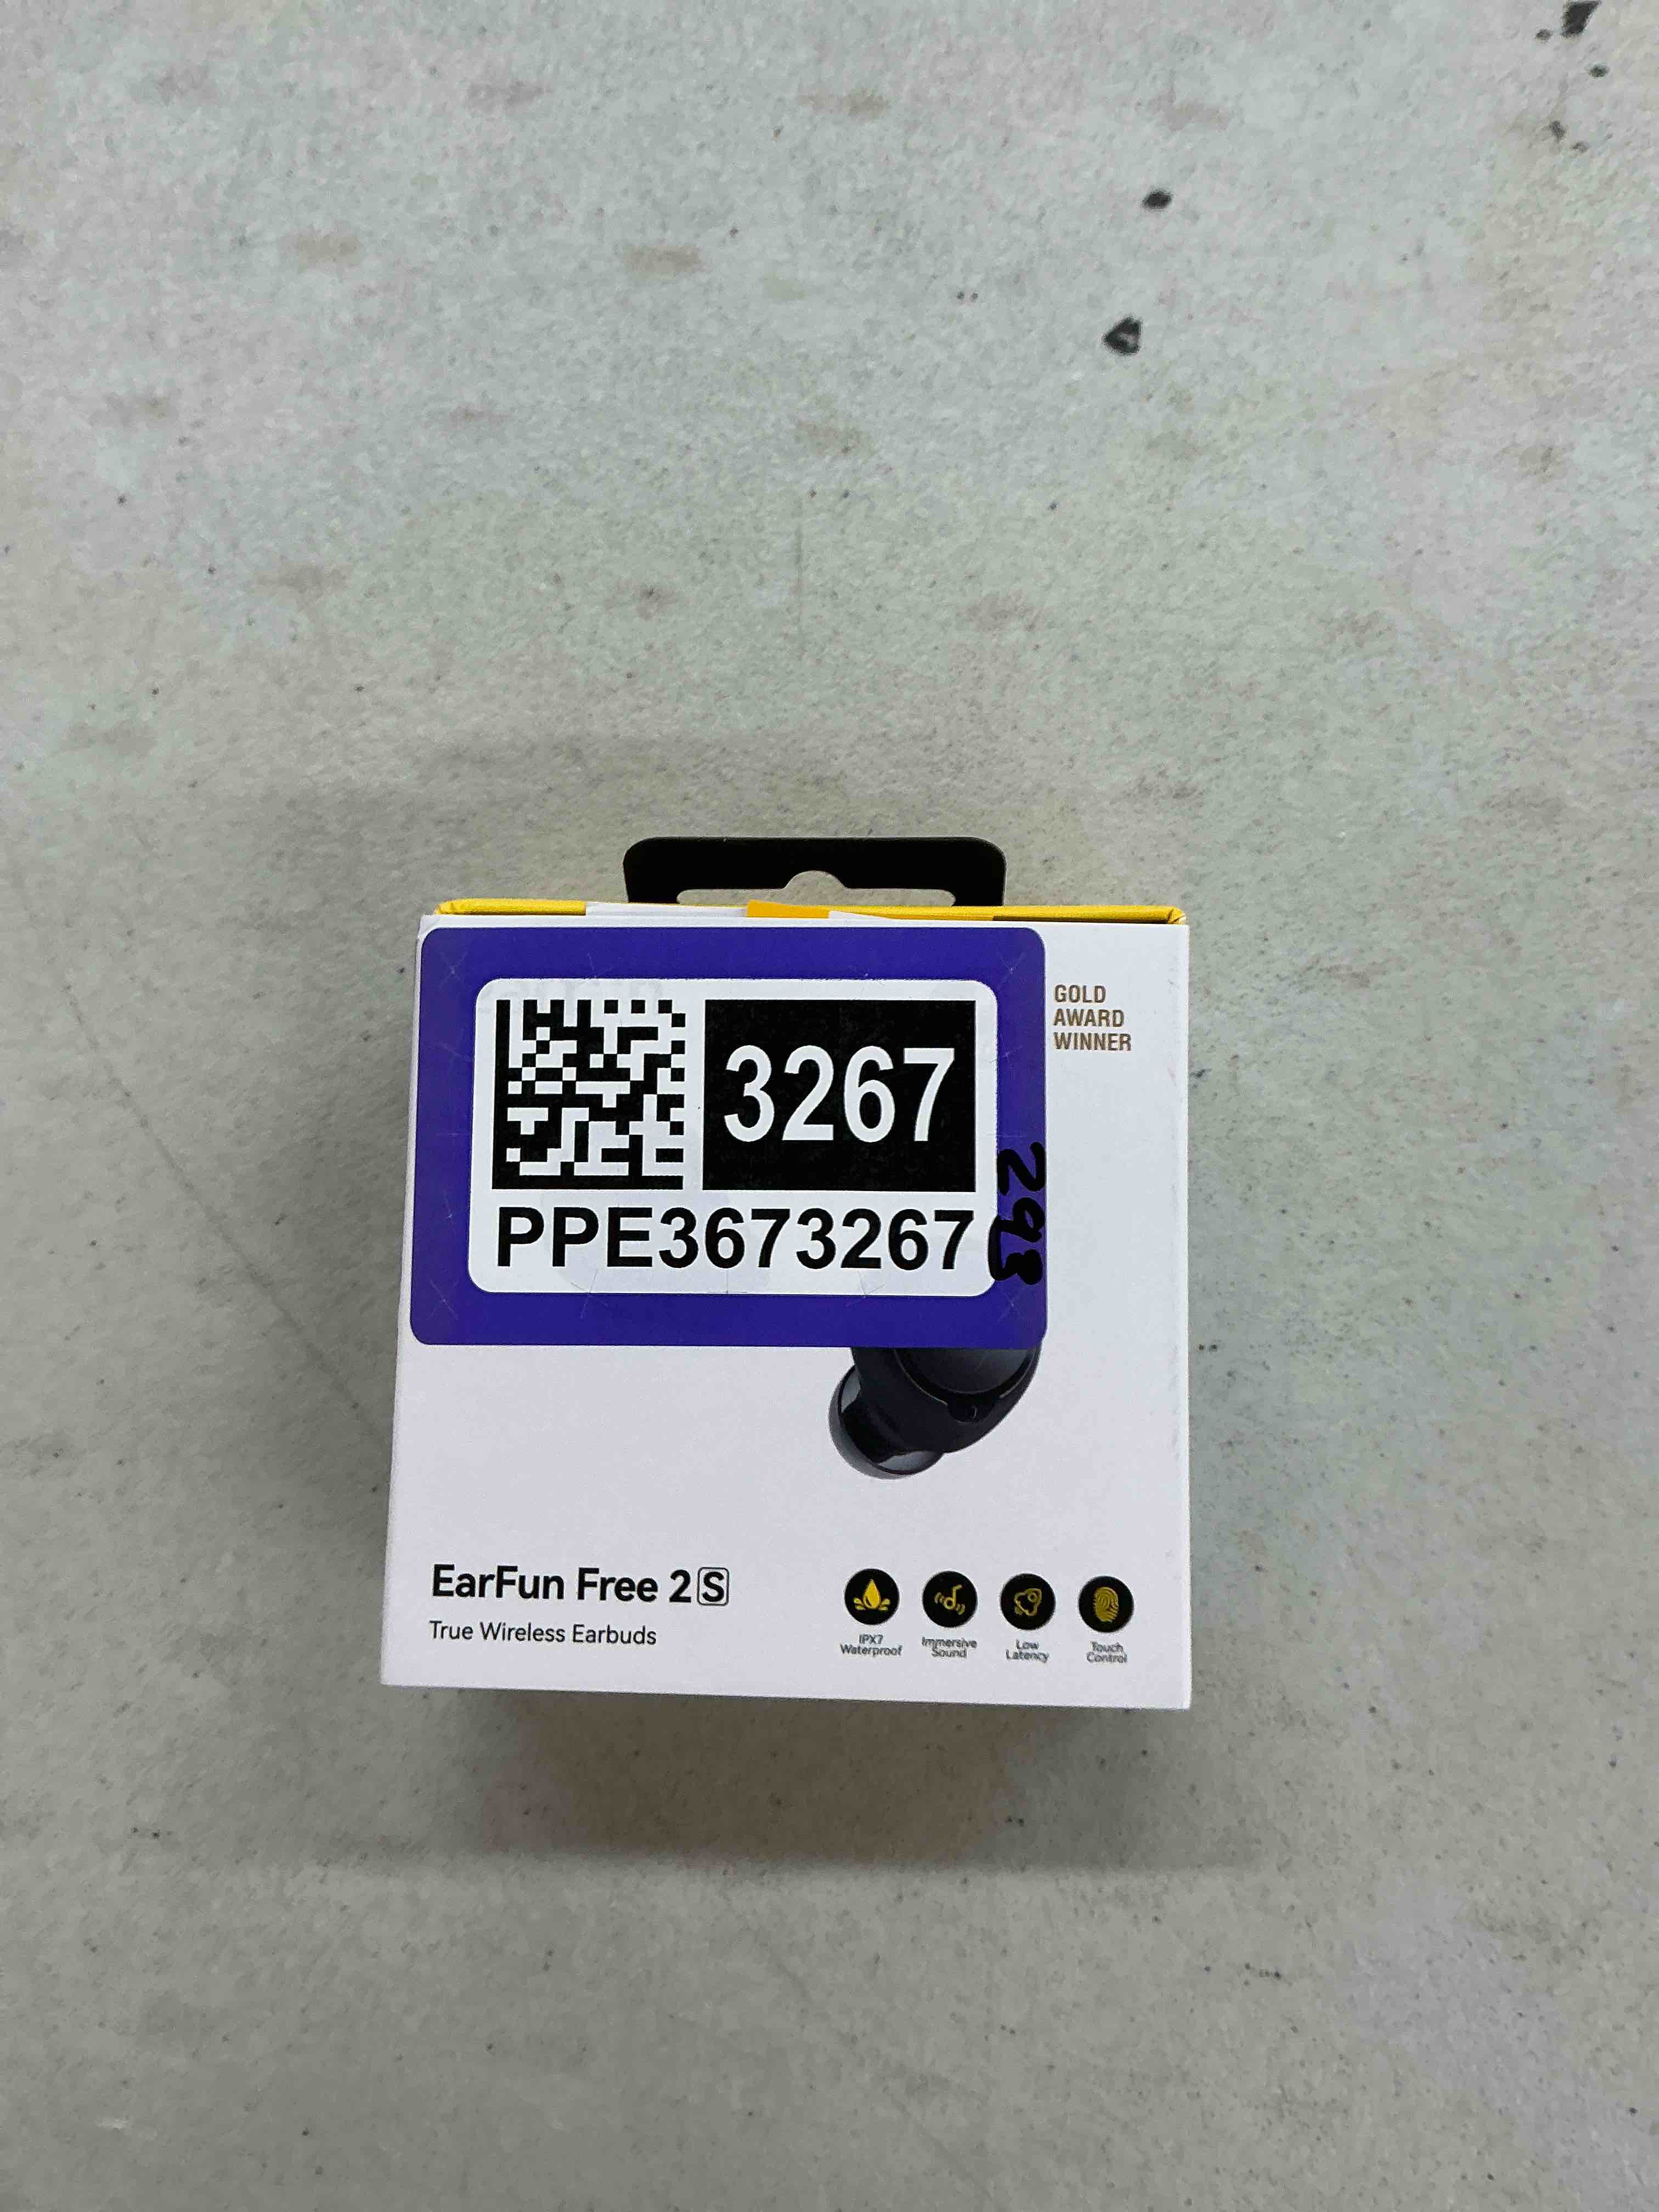 3267
PPE3673267
298
GOLD
AWARD
WINNER
EarFun Free 2S
True Wireless Earbuds
IPX7
Waterproof
Immersive
Sound
Low
Latency
Touch
Control